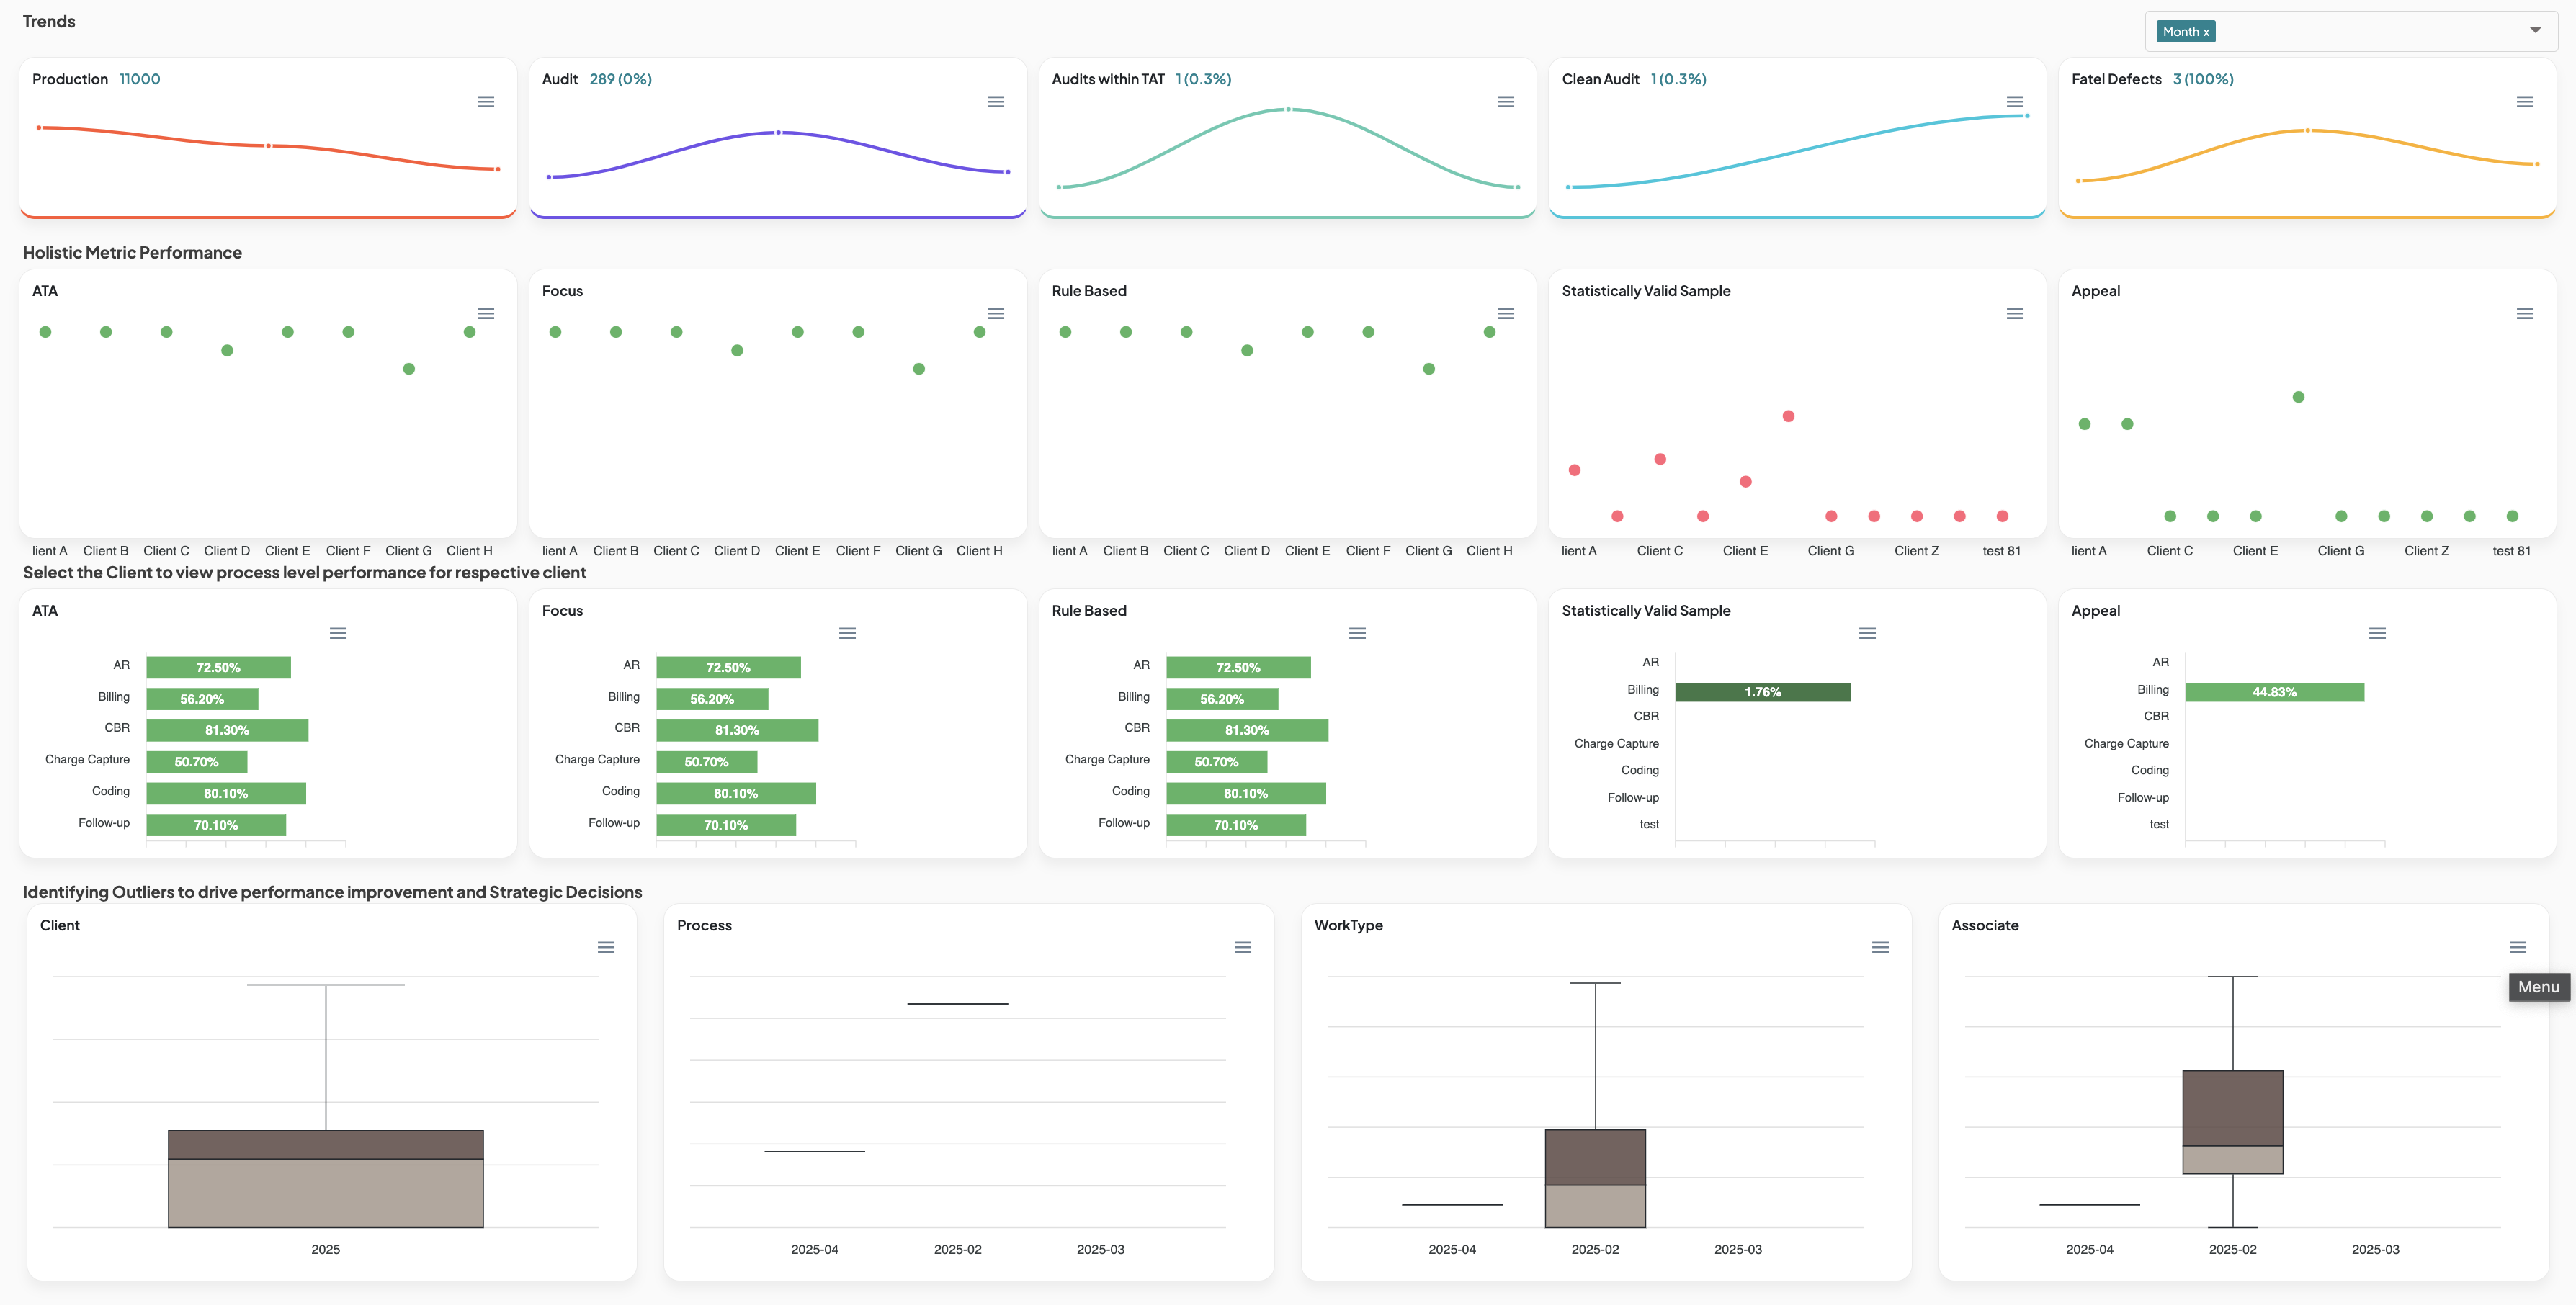 Trends
Month x
Production 11000
Audit 289 (0%)
Audits within TAT 1 (0.3%)
Clean Audit 1 (0.3%)
Fatel Defects 3 (100%)
Holistic Metric Performance
ATA
Focus
Rule Based
Statistically Valid Sample
Appeal
lient A Client B Client C Client D Client E Client F Client G Client H
lient A Client B Client C Client D Client E Client F Client G Client H
lient A Client B Client C Client D Client E Client F Client G Client H
lient A Client C Client E Client G Client Z test 81
lient A Client C Client E Client G Client Z test 81
Select the Client to view process level performance for respective client
ATA
AR 72.50%
Billing 56.20%
CBR 81.30%
Charge Capture 50.70%
Coding 80.10%
Follow-up 70.10%
Focus
AR 72.50%
Billing 56.20%
CBR 81.30%
Charge Capture 50.70%
Coding 80.10%
Follow-up 70.10%
Rule Based
AR 72.50%
Billing 56.20%
CBR 81.30%
Charge Capture 50.70%
Coding 80.10%
Follow-up 70.10%
Statistically Valid Sample
AR
Billing 1.76%
CBR
Charge Capture
Coding
Follow-up
test
Appeal
AR
Billing 44.83%
CBR
Charge Capture
Coding
Follow-up
test
Identifying Outliers to drive performance improvement and Strategic Decisions
Client
2025
Process
2025-04 2025-02 2025-03
WorkType
2025-04 2025-02 2025-03
Associate
Menu
2025-04 2025-02 2025-03